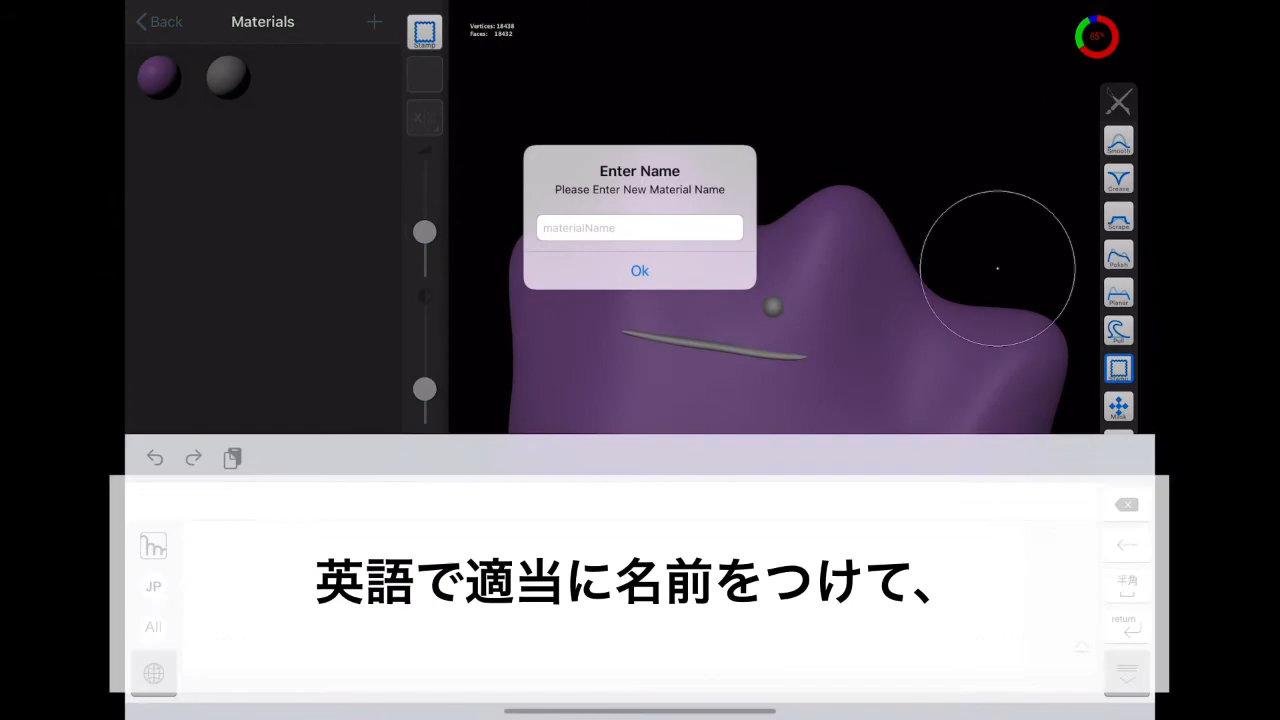 Back
Materials
+
Stamp
Vertices: 18438
Faces: 18432
65%
Enter Name
Please Enter New Material Name
materialName
Ok
Smooth
Crease
Scrape
Polish
Planar
Pull
Mask
英語で適当に名前をつけて、
JP
All
半角
return